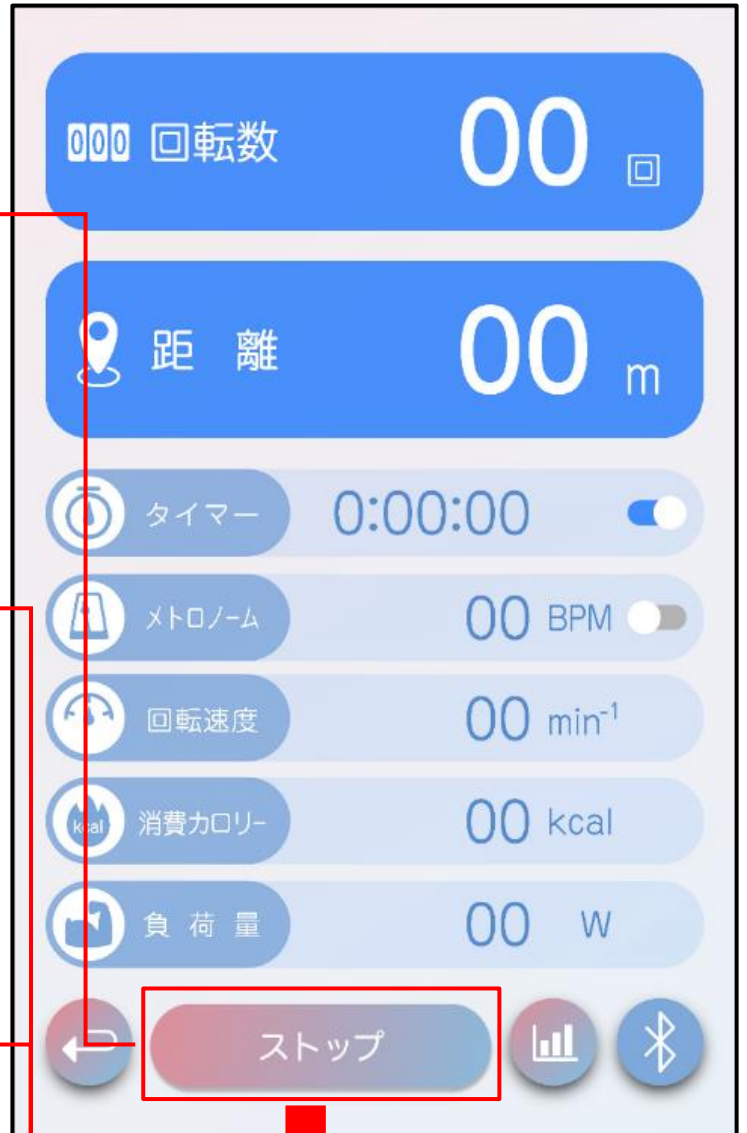 000 回転数 00 回
距 離 00 m
タイマー 0:00:00
メトロノーム 00 BPM
回転速度 00 min⁻¹
kcal 消費カロリー 00 kcal
負 荷 量 00 W
ストップ